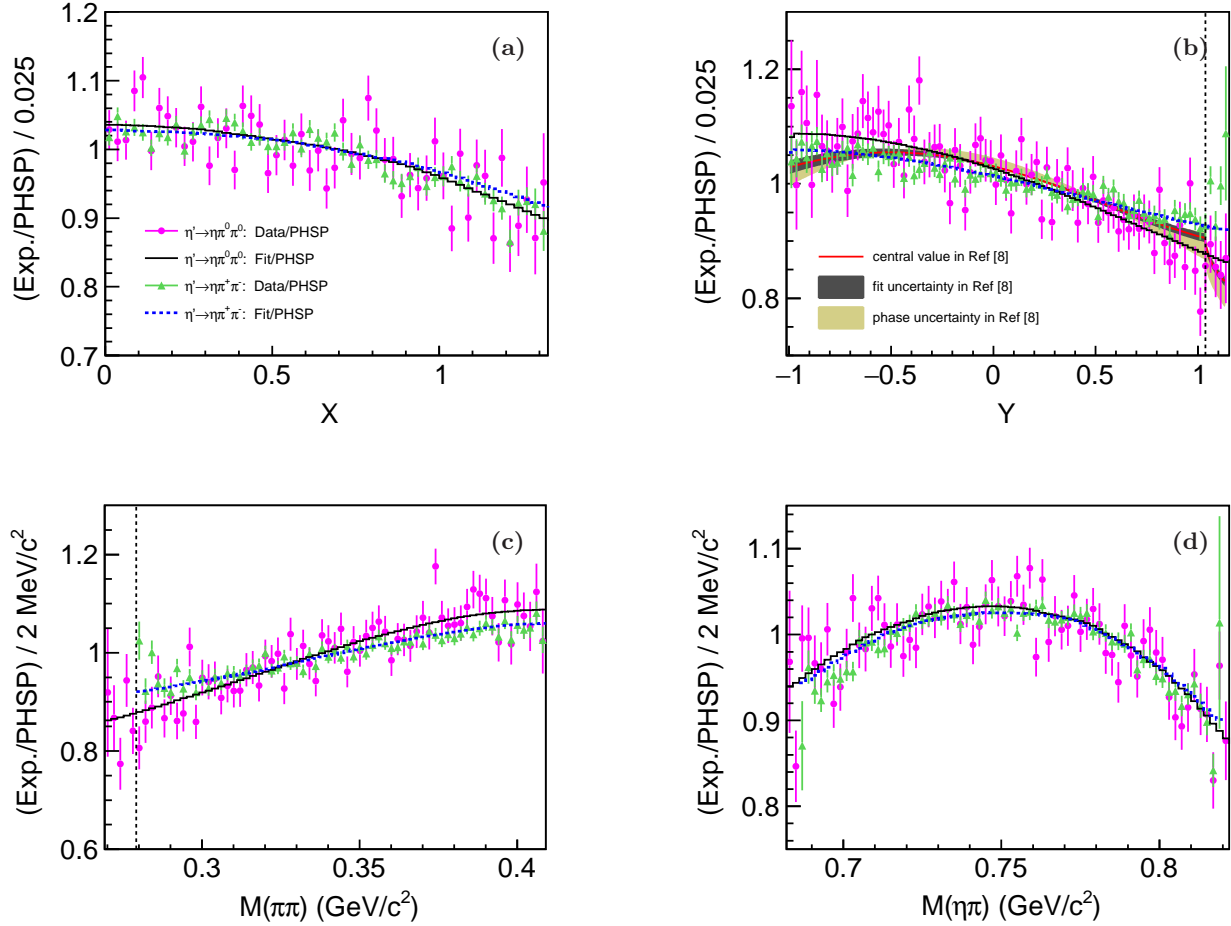 (a)
(Exp./PHSP) / 0.025
1.2
1.1
1
0.9
0.8
0.7
η'→ηπ⁰π⁰: Data/PHSP
η'→ηπ⁰π⁰: Fit/PHSP
η'→ηπ⁺π⁻: Data/PHSP
η'→ηπ⁺π⁻: Fit/PHSP
0 0.5 1
X
(b)
(Exp./PHSP) / 0.025
1.2
1
0.8
central value in Ref [8]
fit uncertainty in Ref [8]
phase uncertainty in Ref [8]
−1 −0.5 0 0.5 1
Y
(c)
(Exp./PHSP) / 2 MeV/c²
1.2
1
0.8
0.6
0.3 0.35 0.4
M(ππ) (GeV/c²)
(d)
(Exp./PHSP) / 2 MeV/c²
1.1
1
0.9
0.8
0.7 0.75 0.8
M(ηπ) (GeV/c²)